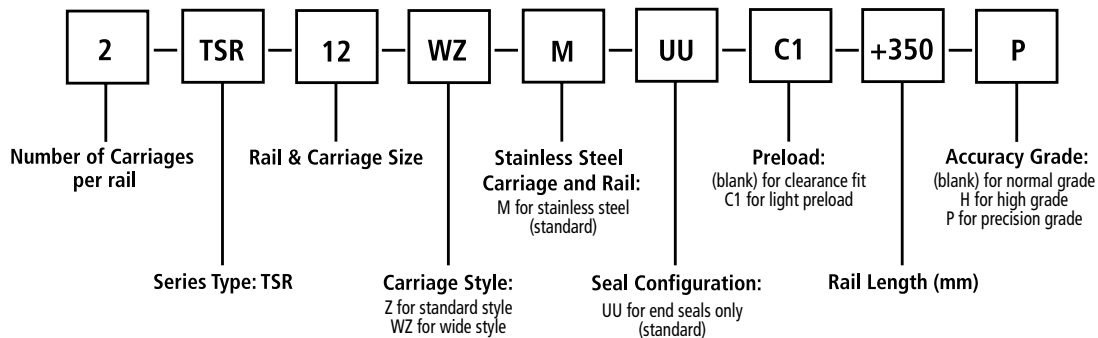 2 – TSR – 12 – WZ – M – UU – C1 – +350 – P
Number of Carriages
per rail
Rail & Carriage Size
Stainless Steel
Carriage and Rail:
M for stainless steel
(standard)
Preload:
(blank) for clearance fit
C1 for light preload
Accuracy Grade:
(blank) for normal grade
H for high grade
P for precision grade
Series Type: TSR
Carriage Style:
Z for standard style
WZ for wide style
Seal Configuration:
UU for end seals only
(standard)
Rail Length (mm)